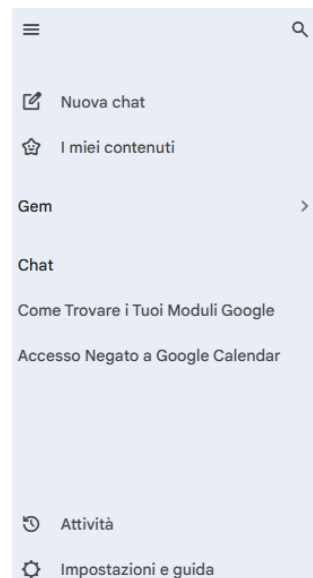 Nuova chat
I miei contenuti
Gem
Chat
Come Trovare i Tuoi Moduli Google
Accesso Negato a Google Calendar
Attività
Impostazioni e guida